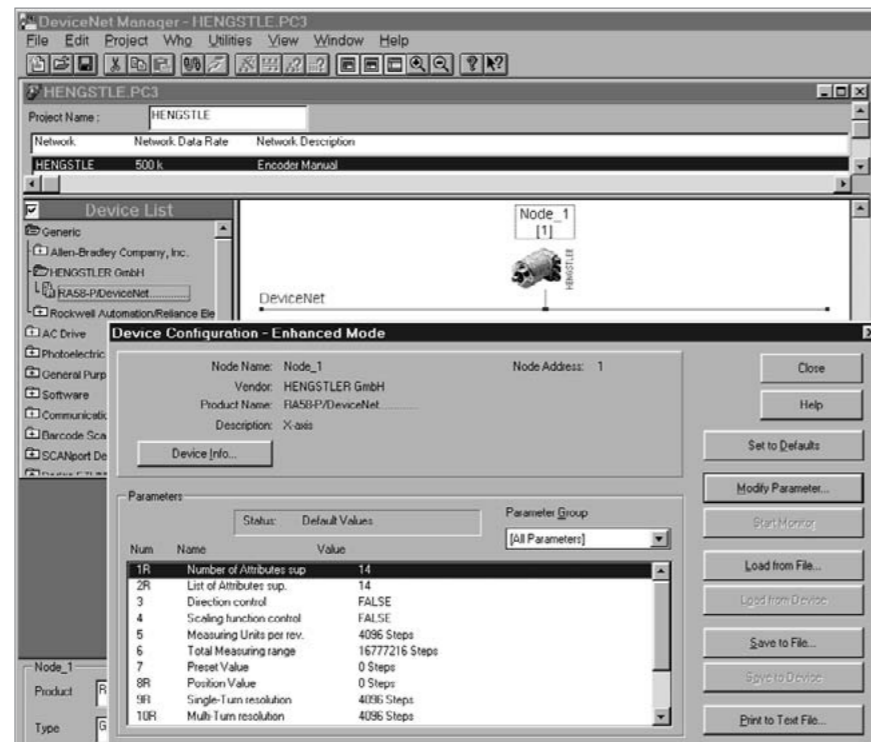 DeviceNet Manager - HENGSTLE.PC3
File Edit Project Who Utilities View Window Help
HENGSTLE.PC3
Project Name : HENGSTLE
Network Network Data Rate Network Description
HENGSTLE 500 k Encoder Manual
Device List
Generic
Allen-Bradley Company, Inc.
HENGSTLER GmbH
RA58-P/DeviceNet..............
Rockwell Automation/Reliance Ele
AC Drive
Photoelectric
General Purp
Software
Communicatio
Barcode Sca
SCANport De
Node_1
[1]
HENGSTLER
DeviceNet
Device Configuration - Enhanced Mode
Node Name: Node_1 Node Address: 1
Vendor: HENGSTLER GmbH
Product Name: RA58-P/DeviceNet..............
Description: X-axis
Device Info...
Close
Help
Set to Defaults
Modify Parameter...
Start Monitor
Load from File...
Load from Device
Save to File...
Save to Device
Print to Text File...
Parameters
Status: Default Values
Parameter Group
[All Parameters]
Num Name Value
1R Number of Attributes sup 14
2R List of Attributes sup. 14
3 Direction control FALSE
4 Scaling function control FALSE
5 Measuring Units per rev. 4096 Steps
6 Total Measuring range 16777216 Steps
7 Preset Value 0 Steps
8R Position Value 0 Steps
9R Single-Turn resolution 4096 Steps
10R Multi-Turn resolution 4096 Steps
Node_1
Product R
Type G